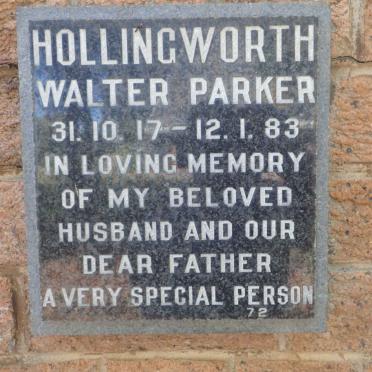 HOLLINGWORTH
WALTER PARKER
31. 10. 17 - 12. 1. 83
IN LOVING MEMORY
OF MY BELOVED
HUSBAND AND OUR
DEAR FATHER
A VERY SPECIAL PERSON
72